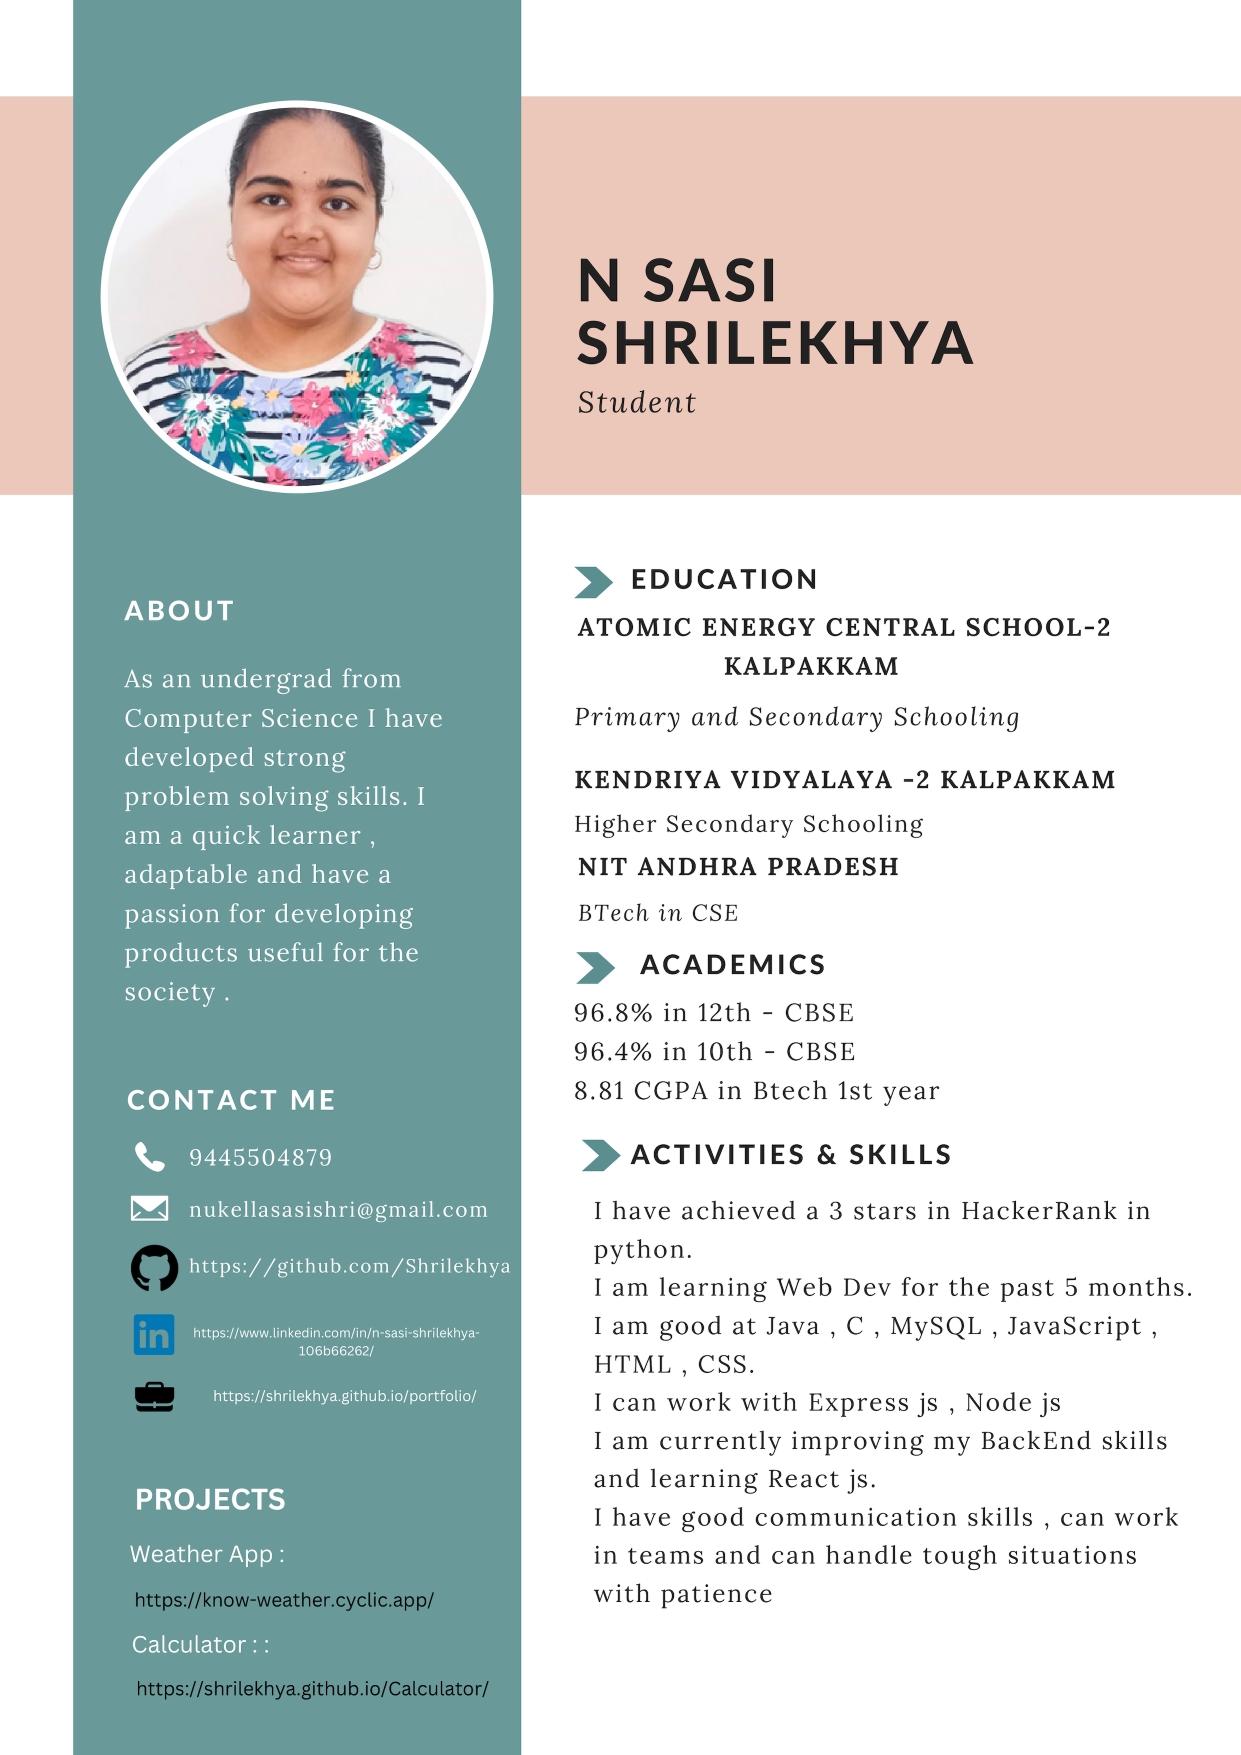 N SASI
SHRILEKHYA
Student
ABOUT
As an undergrad from
Computer Science I have
developed strong
problem solving skills. I
am a quick learner ,
adaptable and have a
passion for developing
products useful for the
society .
CONTACT ME
9445504879
nukellasasishri@gmail.com
https://github.com/Shrilekhya
in
https://www.linkedin.com/in/n-sasi-shrilekhya-
106b66262/
https://shrilekhya.github.io/portfolio/
PROJECTS
Weather App :
https://know-weather.cyclic.app/
Calculator : :
https://shrilekhya.github.io/Calculator/
EDUCATION
ATOMIC ENERGY CENTRAL SCHOOL-2
KALPAKKAM
Primary and Secondary Schooling
KENDRIYA VIDYALAYA -2 KALPAKKAM
Higher Secondary Schooling
NIT ANDHRA PRADESH
BTech in CSE
ACADEMICS
96.8% in 12th - CBSE
96.4% in 10th - CBSE
8.81 CGPA in Btech 1st year
ACTIVITIES & SKILLS
I have achieved a 3 stars in HackerRank in
python.
I am learning Web Dev for the past 5 months.
I am good at Java , C , MySQL , JavaScript ,
HTML , CSS.
I can work with Express js , Node js
I am currently improving my BackEnd skills
and learning React js.
I have good communication skills , can work
in teams and can handle tough situations
with patience